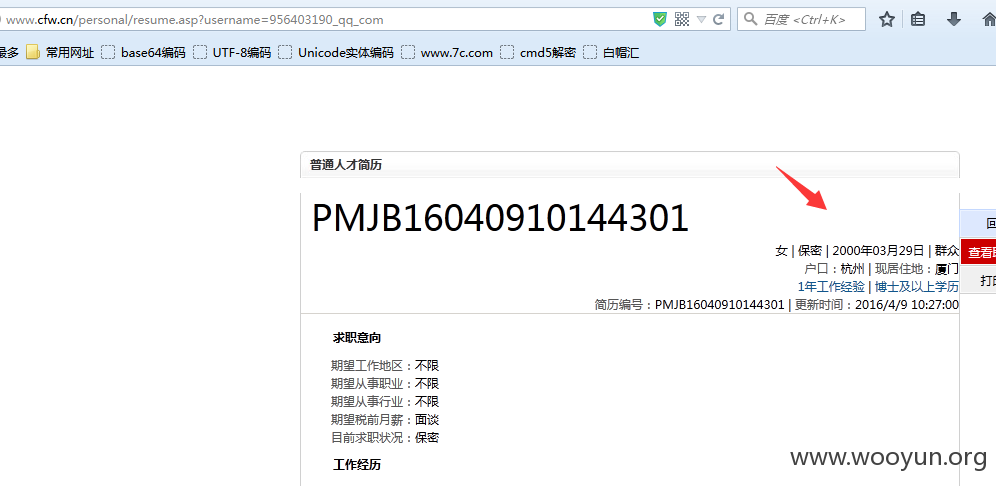 www.cfw.cn/personal/resume.asp?username=956403190_qq_com
百度 <Ctrl+K>
最多 常用网址 base64编码 UTF-8编码 Unicode实体编码 www.7c.com cmd5解密 白帽汇
普通人才简历
PMJB16040910144301
回
女 | 保密 | 2000年03月29日 | 群众
查看
户口：杭州 | 现居住地：厦门
1年工作经验 | 博士及以上学历
打印
简历编号：PMJB16040910144301 | 更新时间：2016/4/9 10:27:00
求职意向
期望工作地区：不限
期望从事职业：不限
期望从事行业：不限
期望税前月薪：面谈
目前求职状况：保密
工作经历
www.wooyun.org